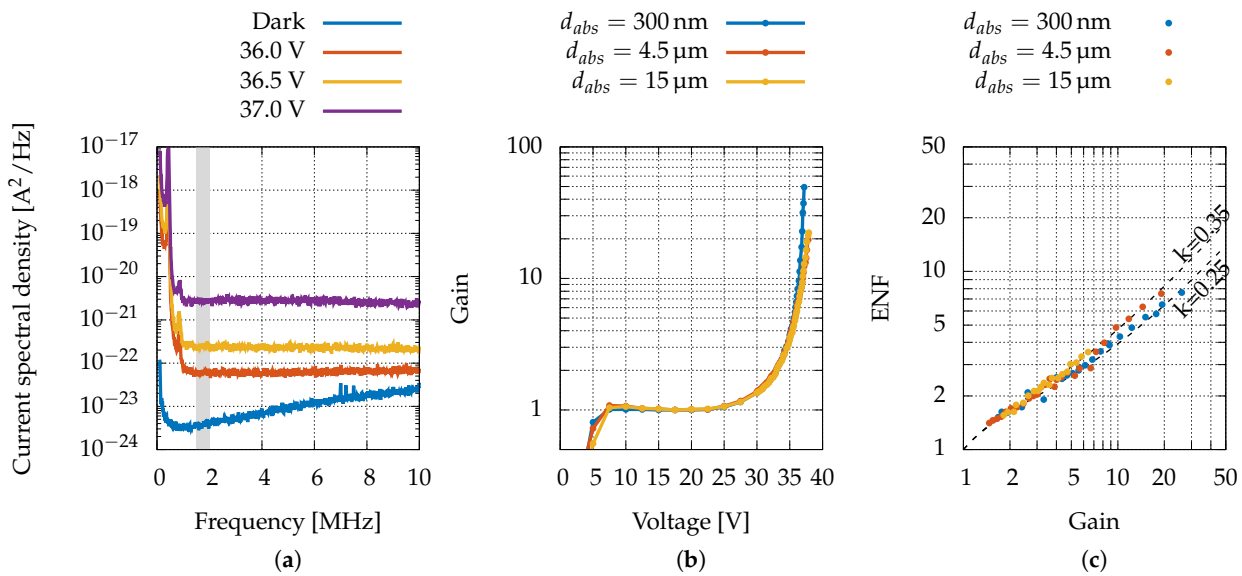 Dark
36.0 V
36.5 V
37.0 V
Current spectral density [A²/Hz]
10⁻¹⁷
10⁻¹⁸
10⁻¹⁹
10⁻²⁰
10⁻²¹
10⁻²²
10⁻²³
10⁻²⁴
0 2 4 6 8 10
Frequency [MHz]
(a)
d_abs = 300 nm
d_abs = 4.5 µm
d_abs = 15 µm
Gain
100
10
1
0 5 10 15 20 25 30 35 40
Voltage [V]
(b)
d_abs = 300 nm
d_abs = 4.5 µm
d_abs = 15 µm
ENF
50
20
10
5
2
1
k=0.35
k=0.25
1 2 5 10 20 50
Gain
(c)